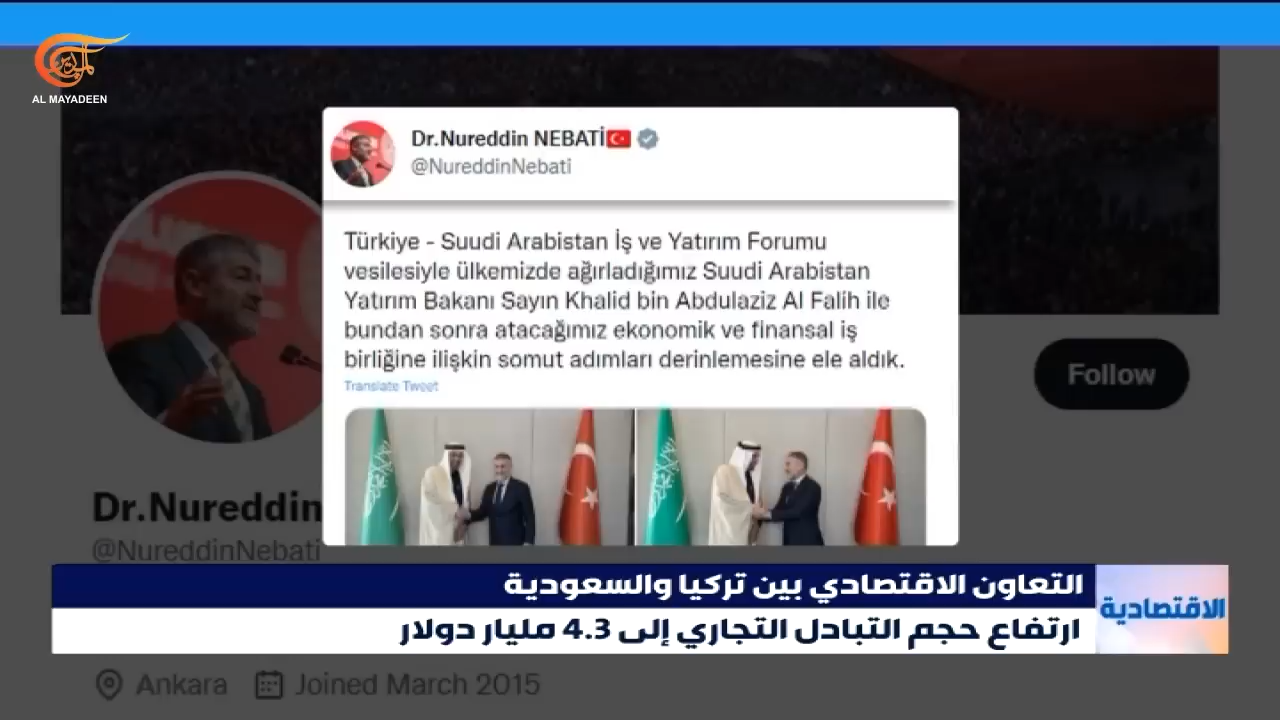 الميادين
AL MAYADEEN
Dr.Nureddin NEBATİ
@NureddinNebati
Türkiye - Suudi Arabistan İş ve Yatırım Forumu
vesilesiyle ülkemizde ağırladığımız Suudi Arabistan
Yatırım Bakanı Sayın Khalid bin Abdulaziz Al Falih ile
bundan sonra atacağımız ekonomik ve finansal iş
birliğine ilişkin somut adımları derinlemesine ele aldık.
Translate Tweet
Follow
Dr.Nureddin
@NureddinNebati
التعاون الاقتصادي بين تركيا والسعودية
الاقتصادية
ارتفاع حجم التبادل التجاري إلى 4.3 مليار دولار
Ankara
Joined March 2015